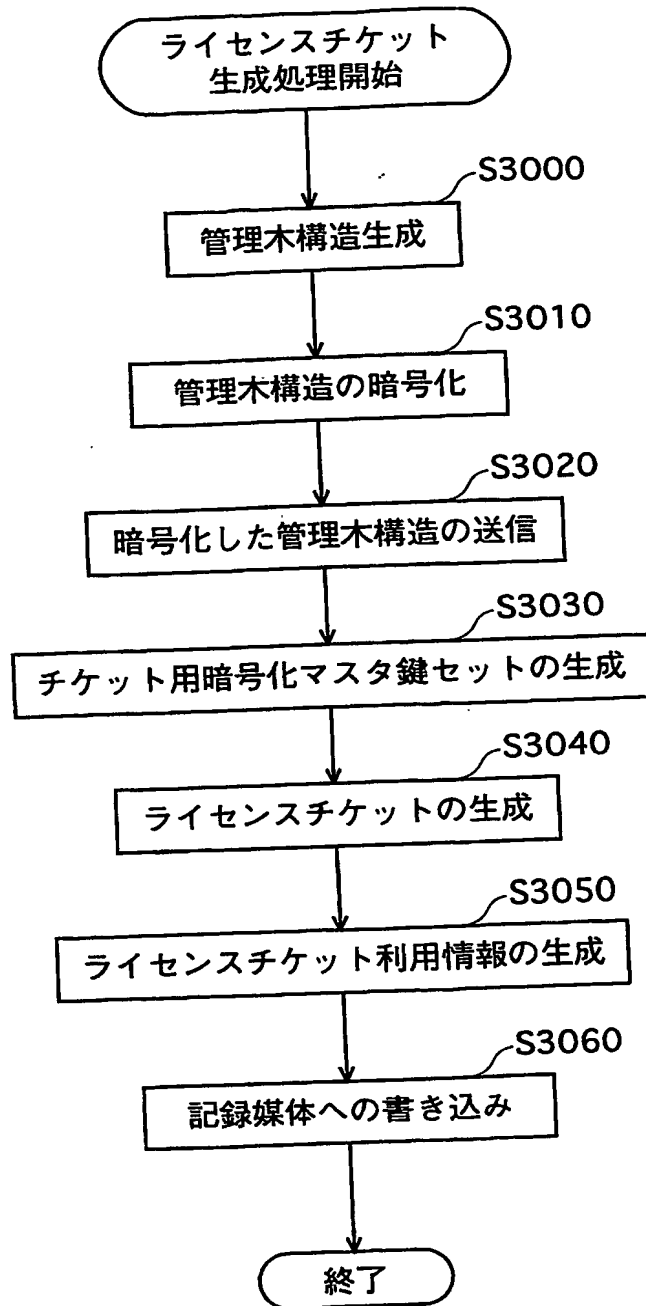 ライセンスチケット
生成処理開始
S3000
管理木構造生成
S3010
管理木構造の暗号化
S3020
暗号化した管理木構造の送信
S3030
チケット用暗号化マスタ鍵セットの生成
S3040
ライセンスチケットの生成
S3050
ライセンスチケット利用情報の生成
S3060
記録媒体への書き込み
終了